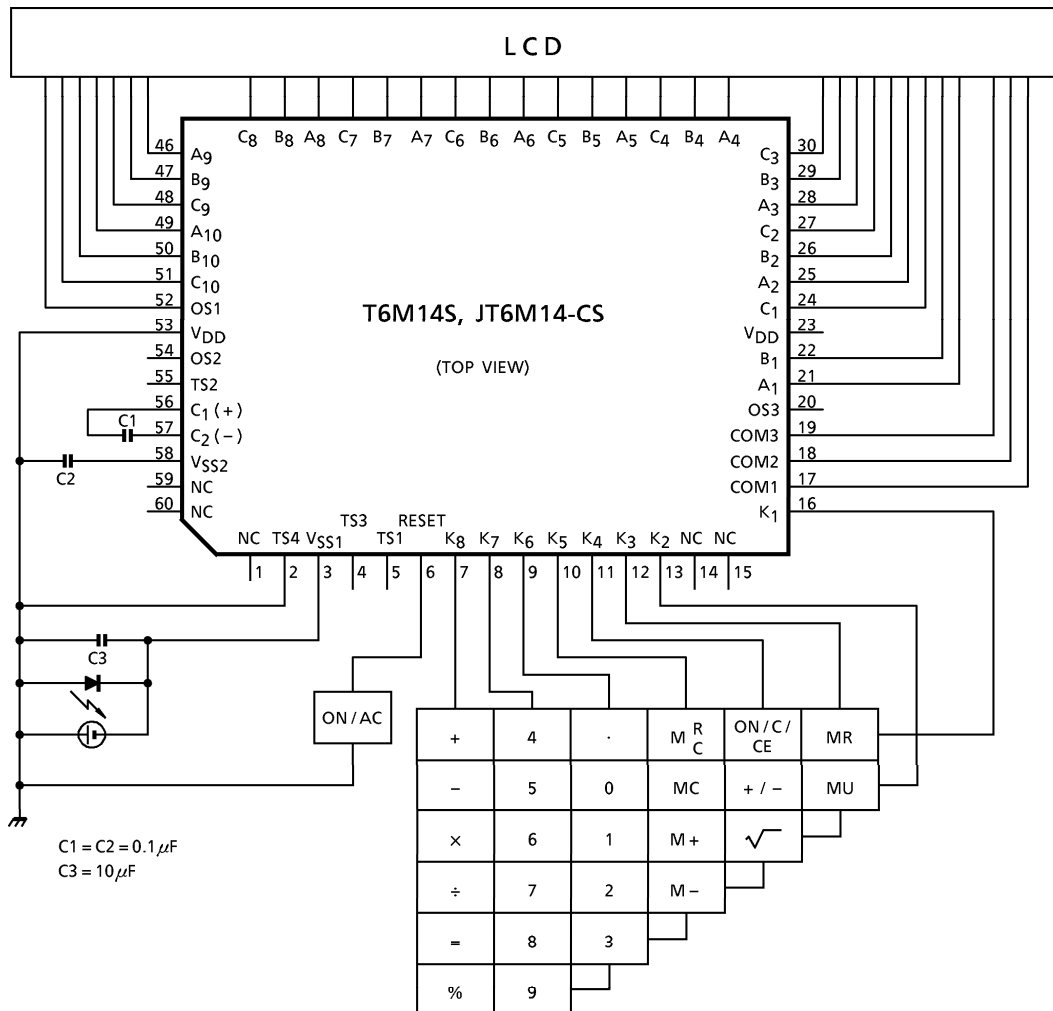 LCD
C8 B8 A8 C7 B7 A7 C6 B6 A6 C5 B5 A5 C4 B4 A4
46 A9
47 B9
48 C9
49 A10
50 B10
51 C10
52 OS1
53 VDD
54 OS2
55 TS2
56 C1 (+)
57 C2 (−)
58 VSS2
59 NC
60 NC
C1
C2
T6M14S, JT6M14-CS
(TOP VIEW)
C3 30
B3 29
A3 28
C2 27
B2 26
A2 25
C1 24
VDD 23
B1 22
A1 21
OS3 20
COM3 19
COM2 18
COM1 17
K1 16
NC TS4 VSS1 TS3 TS1 RESET K8 K7 K6 K5 K4 K3 K2 NC NC
1 2 3 4 5 6 7 8 9 10 11 12 13 14 15
C3
ON/AC
+ 4 · M R C ON/C/CE MR
− 5 0 MC +/− MU
× 6 1 M+ √
÷ 7 2 M−
= 8 3
% 9
C1 = C2 = 0.1 μF
C3 = 10 μF